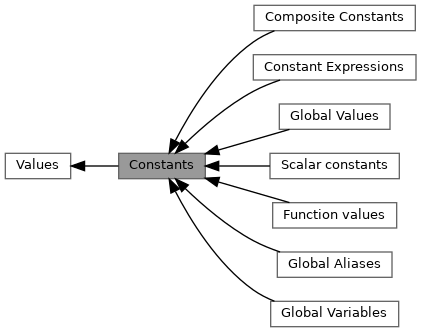 Composite Constants
Constant Expressions
Global Values
Values
Constants
Scalar constants
Function values
Global Aliases
Global Variables